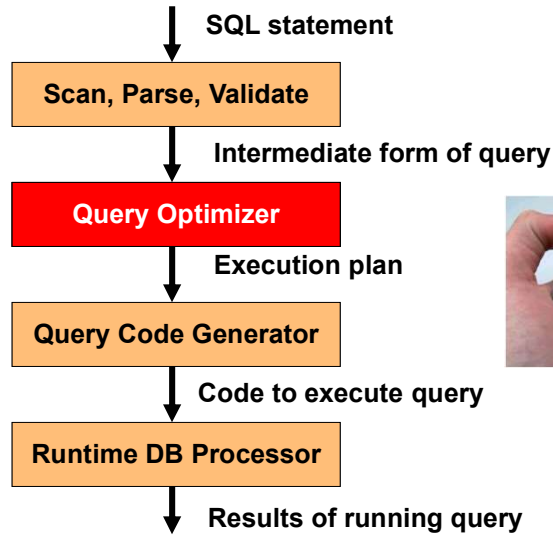 SQL statement
Scan, Parse, Validate
Intermediate form of query
Query Optimizer
Execution plan
Query Code Generator
Code to execute query
Runtime DB Processor
Results of running query